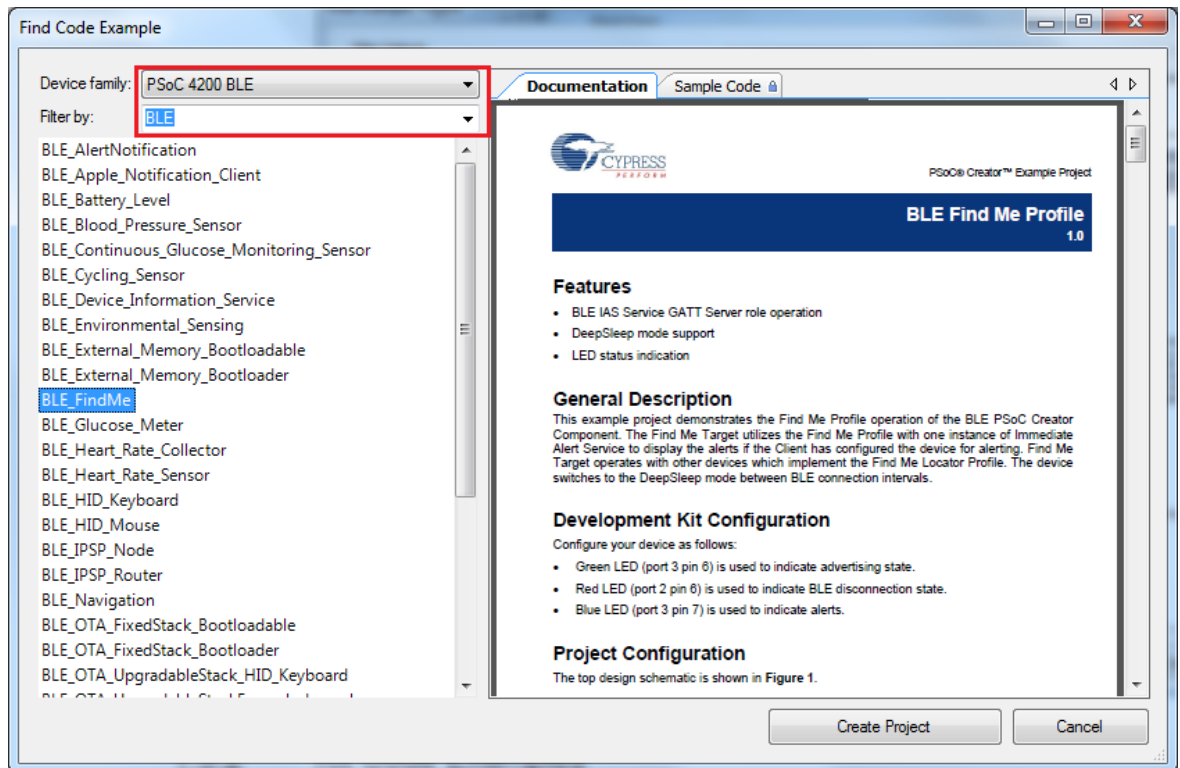 Find Code Example
Device family: PSoC 4200 BLE
Filter by: BLE
BLE_AlertNotification
BLE_Apple_Notification_Client
BLE_Battery_Level
BLE_Blood_Pressure_Sensor
BLE_Continuous_Glucose_Monitoring_Sensor
BLE_Cycling_Sensor
BLE_Device_Information_Service
BLE_Environmental_Sensing
BLE_External_Memory_Bootloadable
BLE_External_Memory_Bootloader
BLE_FindMe
BLE_Glucose_Meter
BLE_Heart_Rate_Collector
BLE_Heart_Rate_Sensor
BLE_HID_Keyboard
BLE_HID_Mouse
BLE_IPSP_Node
BLE_IPSP_Router
BLE_Navigation
BLE_OTA_FixedStack_Bootloadable
BLE_OTA_FixedStack_Bootloader
BLE_OTA_UpgradableStack_HID_Keyboard
Documentation Sample Code
CYPRESS
PERFORM
PSoC® Creator™ Example Project
BLE Find Me Profile
1.0
Features
• BLE IAS Service GATT Server role operation
• DeepSleep mode support
• LED status indication
General Description
This example project demonstrates the Find Me Profile operation of the BLE PSoC Creator
Component. The Find Me Target utilizes the Find Me Profile with one instance of Immediate
Alert Service to display the alerts if the Client has configured the device for alerting. Find Me
Target operates with other devices which implement the Find Me Locator Profile. The device
switches to the DeepSleep mode between BLE connection intervals.
Development Kit Configuration
Configure your device as follows:
• Green LED (port 3 pin 6) is used to indicate advertising state.
• Red LED (port 2 pin 6) is used to indicate BLE disconnection state.
• Blue LED (port 3 pin 7) is used to indicate alerts.
Project Configuration
The top design schematic is shown in Figure 1.
Create Project Cancel